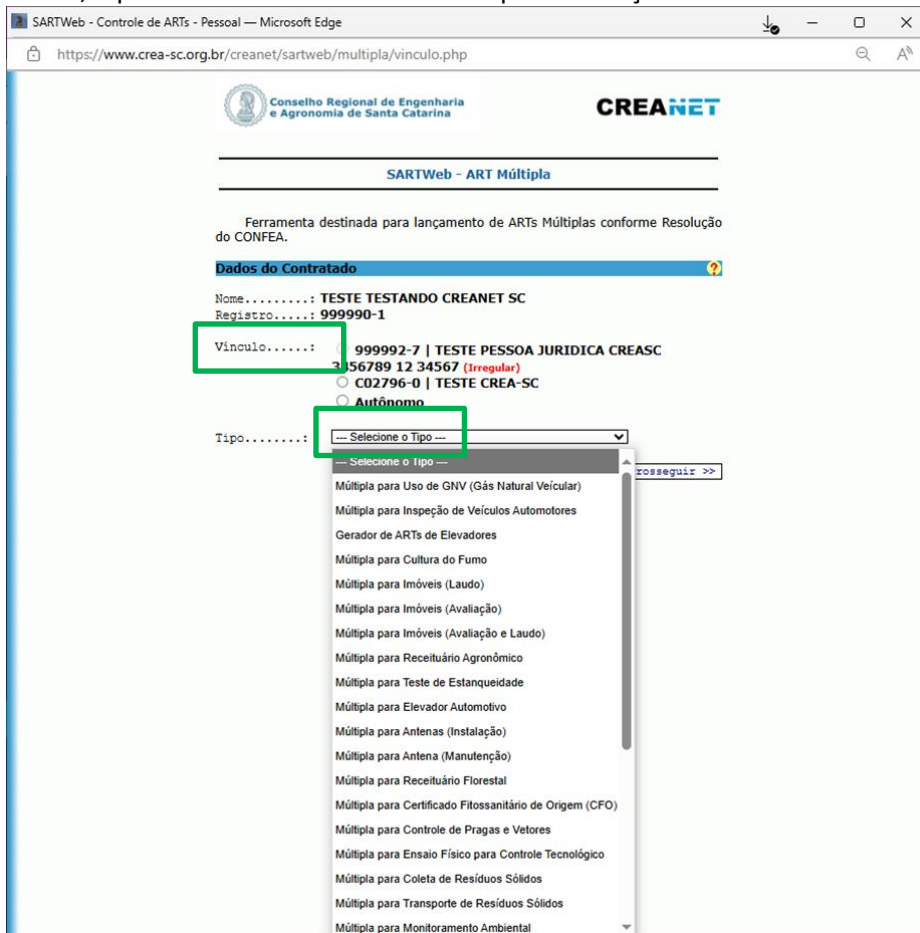 SARTWeb - Controle de ARTs - Pessoal — Microsoft Edge
https://www.crea-sc.org.br/creanet/sartweb/multipla/vinculo.php
Conselho Regional de Engenharia
e Agronomia de Santa Catarina
CREANET
SARTWeb - ART Múltipla
Ferramenta destinada para lançamento de ARTs Múltiplas conforme Resolução
do CONFEA.
Dados do Contratado
Nome.........: TESTE TESTANDO CREANET SC
Registro.....: 999990-1
Vínculo......: 999992-7 | TESTE PESSOA JURIDICA CREASC
3456789 12 34567 (Irregular)
C02796-0 | TESTE CREA-SC
Autônomo
Tipo........: --- Selecione o Tipo ---
--- Selecione o Tipo ---
rosseguir >>
Múltipla para Uso de GNV (Gás Natural Veícular)
Múltipla para Inspeção de Veículos Automotores
Gerador de ARTs de Elevadores
Múltipla para Cultura do Fumo
Múltipla para Imóveis (Laudo)
Múltipla para Imóveis (Avaliação)
Múltipla para Imóveis (Avaliação e Laudo)
Múltipla para Receituário Agronômico
Múltipla para Teste de Estanqueidade
Múltipla para Elevador Automotivo
Múltipla para Antenas (Instalação)
Múltipla para Antena (Manutenção)
Múltipla para Receituário Florestal
Múltipla para Certificado Fitossanitário de Origem (CFO)
Múltipla para Controle de Pragas e Vetores
Múltipla para Ensaio Físico para Controle Tecnológico
Múltipla para Coleta de Resíduos Sólidos
Múltipla para Transporte de Resíduos Sólidos
Múltipla para Monitoramento Ambiental